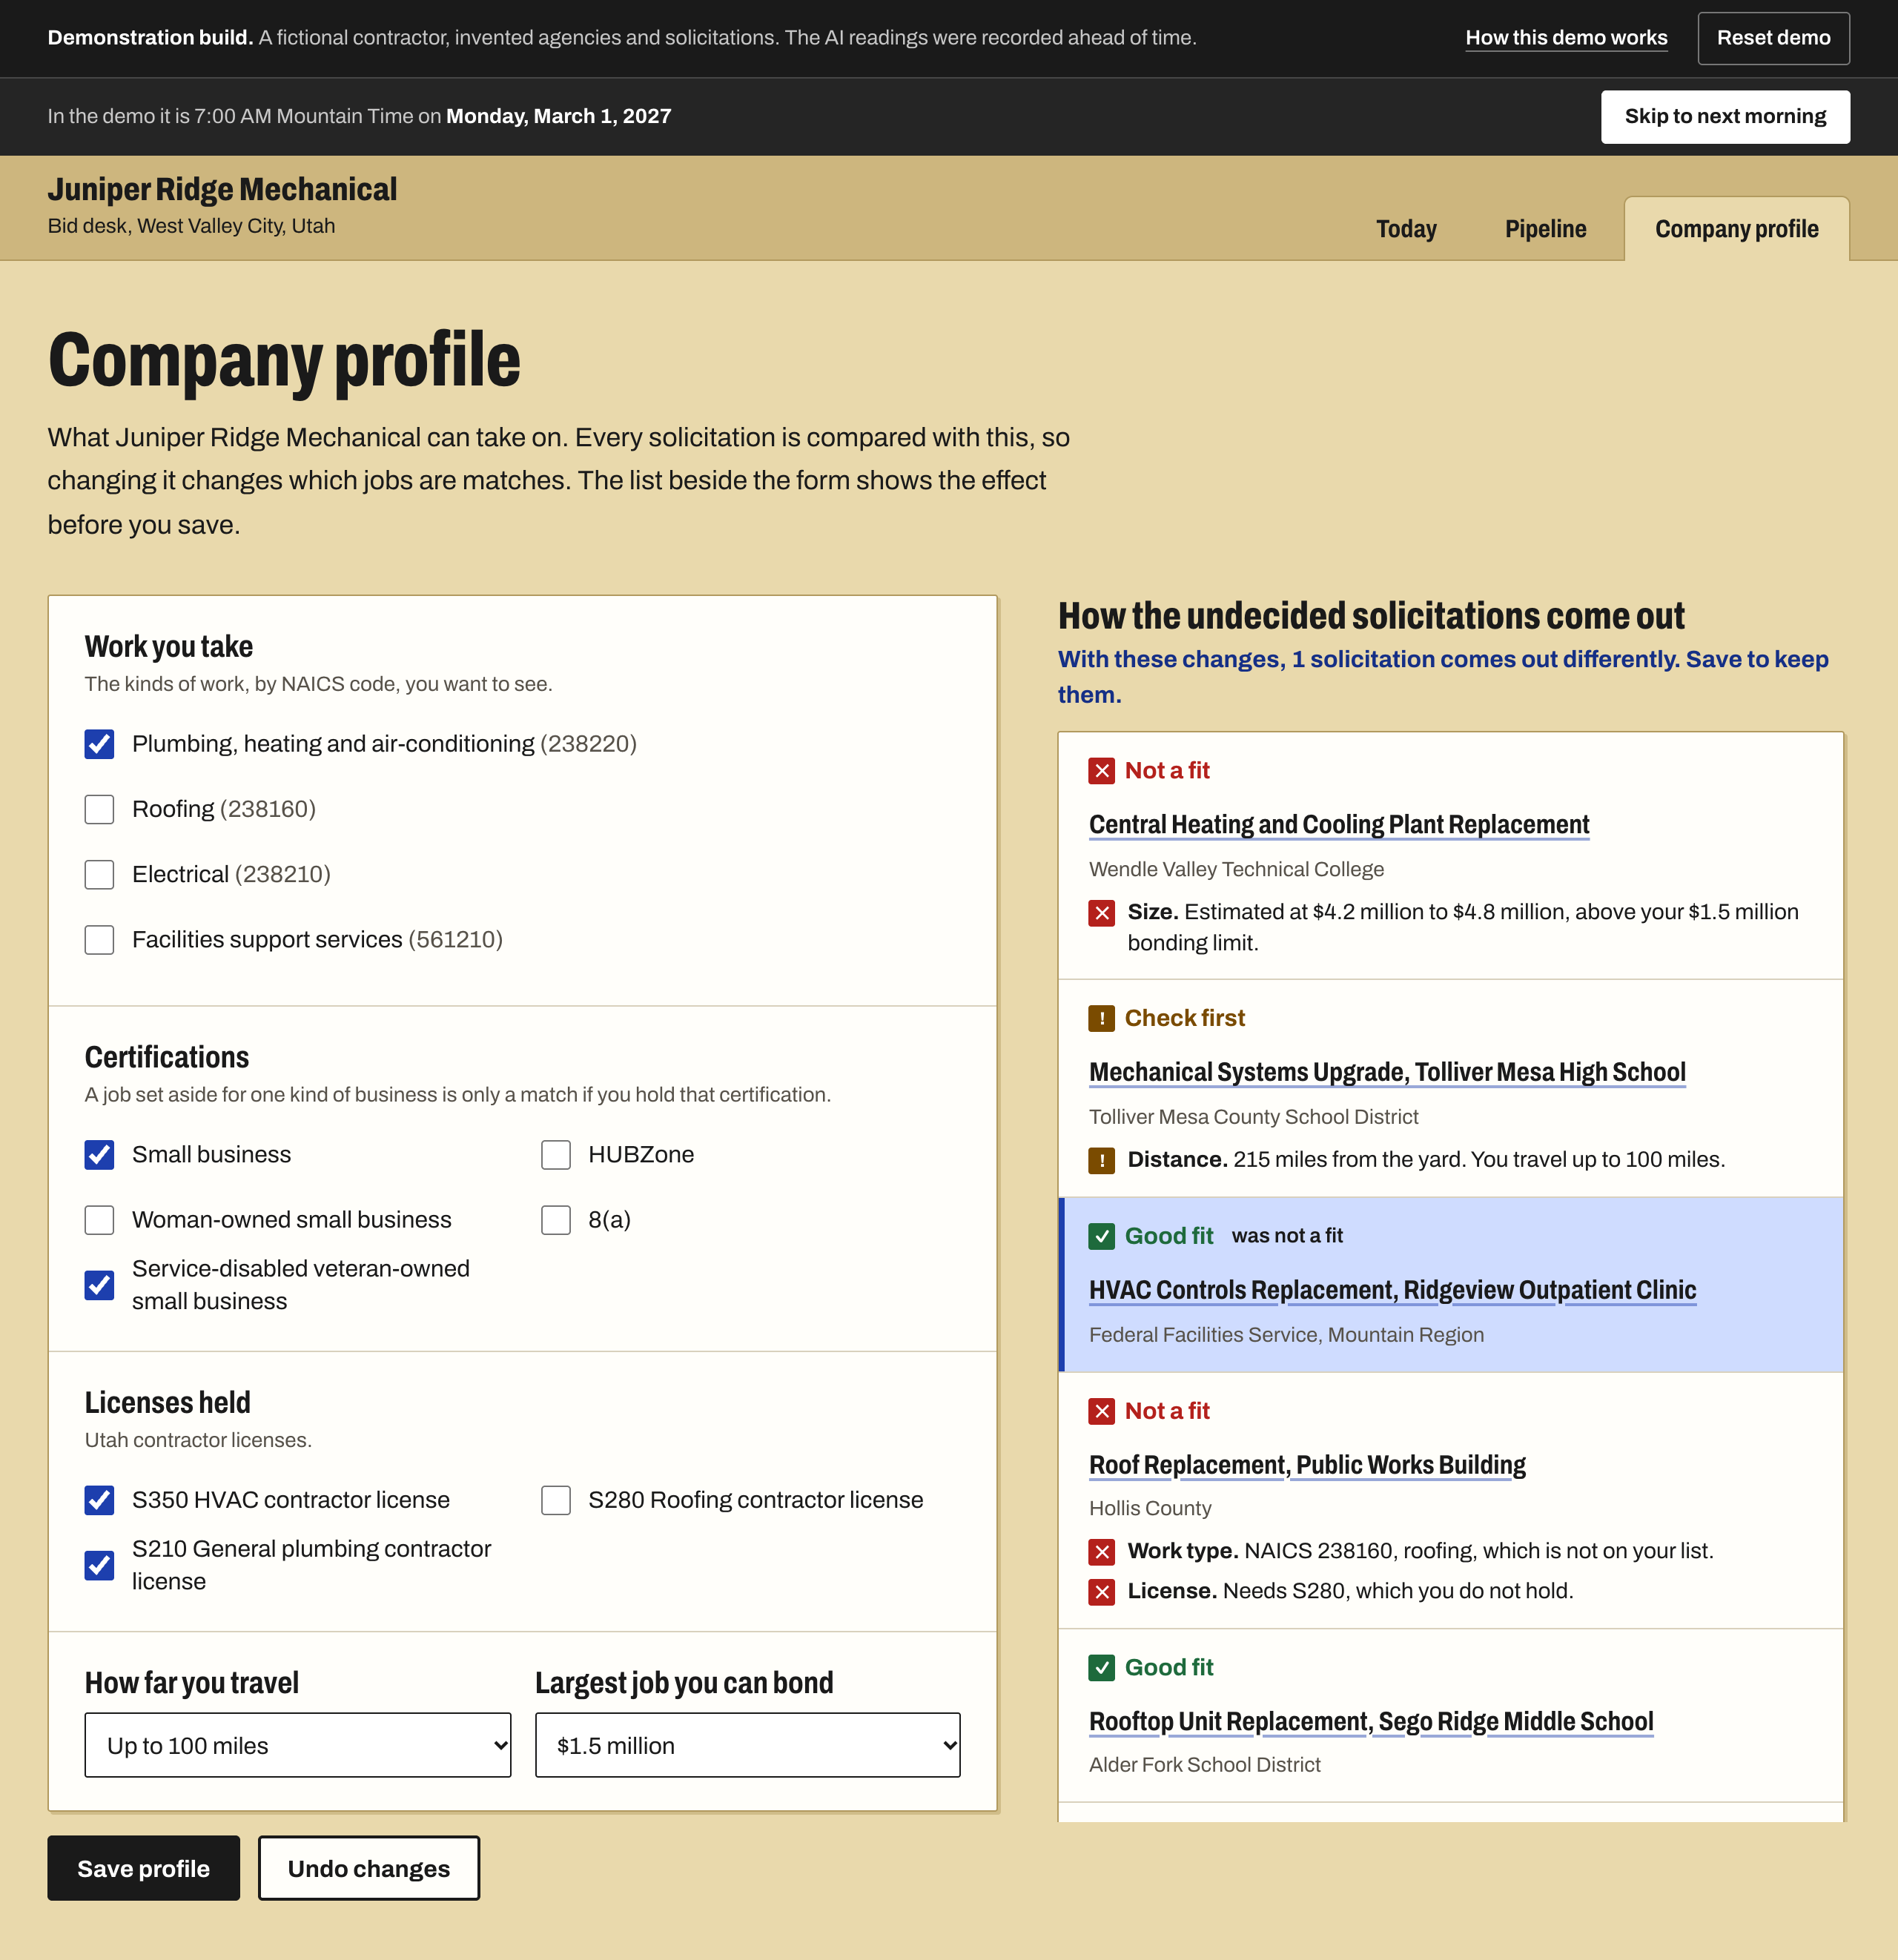 Demonstration build. A fictional contractor, invented agencies and solicitations. The AI readings were recorded ahead of time.
How this demo works
Reset demo
In the demo it is 7:00 AM Mountain Time on Monday, March 1, 2027
Skip to next morning
Juniper Ridge Mechanical
Bid desk, West Valley City, Utah
Today
Pipeline
Company profile
Company profile
What Juniper Ridge Mechanical can take on. Every solicitation is compared with this, so
changing it changes which jobs are matches. The list beside the form shows the effect
before you save.
Work you take
The kinds of work, by NAICS code, you want to see.
Plumbing, heating and air-conditioning (238220)
Roofing (238160)
Electrical (238210)
Facilities support services (561210)
Certifications
A job set aside for one kind of business is only a match if you hold that certification.
Small business
HUBZone
Woman-owned small business
8(a)
Service-disabled veteran-owned
small business
Licenses held
Utah contractor licenses.
S350 HVAC contractor license
S280 Roofing contractor license
S210 General plumbing contractor
license
How far you travel
Up to 100 miles
Largest job you can bond
$1.5 million
Save profile
Undo changes
How the undecided solicitations come out
With these changes, 1 solicitation comes out differently. Save to keep
them.
Not a fit
Central Heating and Cooling Plant Replacement
Wendle Valley Technical College
Size. Estimated at $4.2 million to $4.8 million, above your $1.5 million
bonding limit.
Check first
Mechanical Systems Upgrade, Tolliver Mesa High School
Tolliver Mesa County School District
Distance. 215 miles from the yard. You travel up to 100 miles.
Good fit was not a fit
HVAC Controls Replacement, Ridgeview Outpatient Clinic
Federal Facilities Service, Mountain Region
Not a fit
Roof Replacement, Public Works Building
Hollis County
Work type. NAICS 238160, roofing, which is not on your list.
License. Needs S280, which you do not hold.
Good fit
Rooftop Unit Replacement, Sego Ridge Middle School
Alder Fork School District